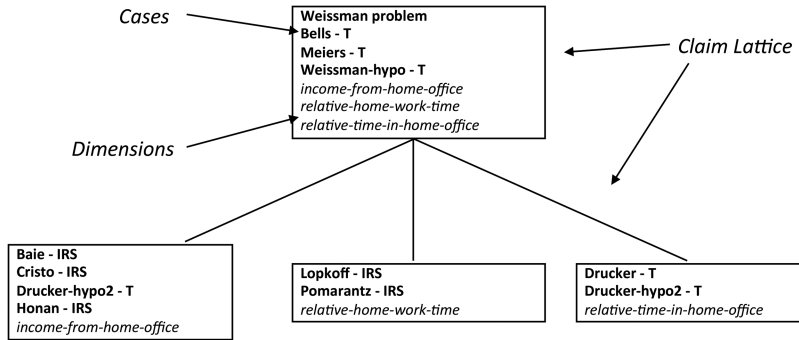 Cases
Weissman problem
Bells - T
Meiers - T
Weissman-hypo - T
income-from-home-office
relative-home-work-time
relative-time-in-home-office
Claim Lattice
Dimensions
Baie - IRS
Cristo - IRS
Drucker-hypo2 - T
Honan - IRS
income-from-home-office
Lopkoff - IRS
Pomarantz - IRS
relative-home-work-time
Drucker - T
Drucker-hypo2 - T
relative-time-in-home-office